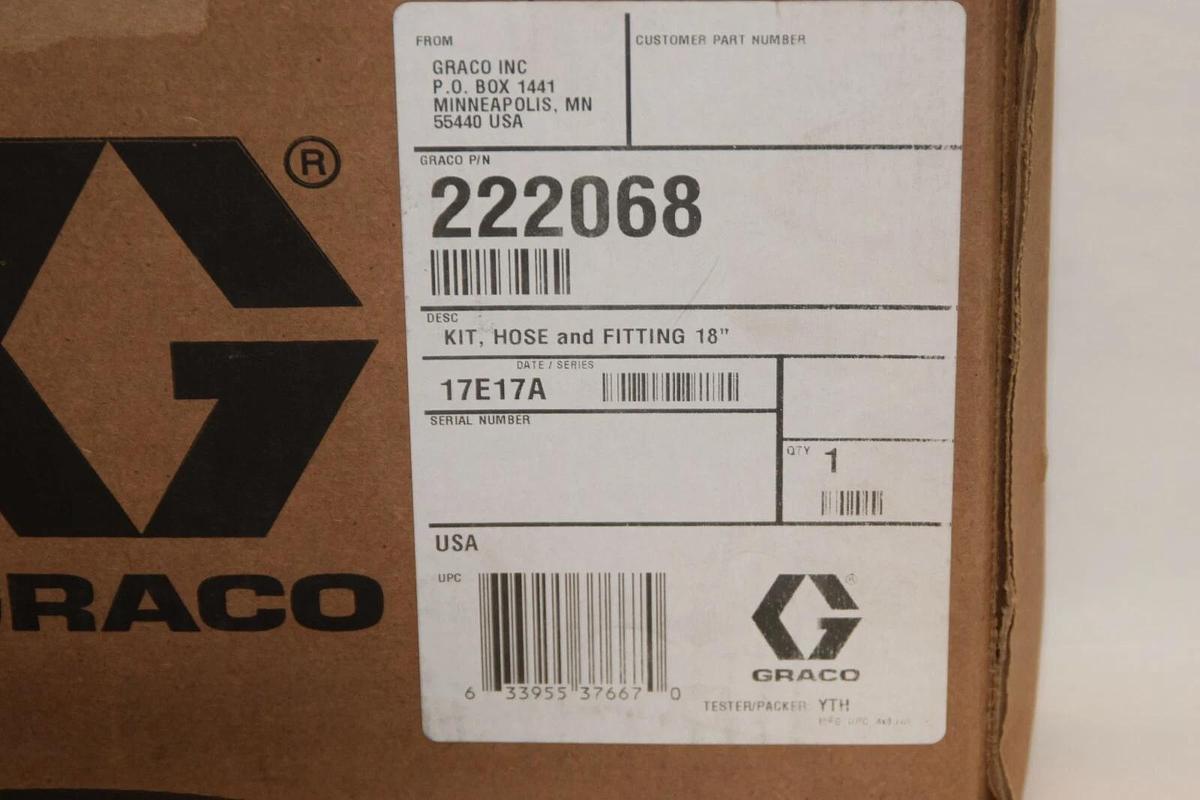 FROM
GRACO INC
P.O. BOX 1441
MINNEAPOLIS, MN
55440 USA
CUSTOMER PART NUMBER
GRACO P/N
222068
DESC
KIT, HOSE and FITTING 18"
DATE / SERIES
17E17A
SERIAL NUMBER
QTY
1
USA
UPC
6 33955 37667 0
®
GRACO
TESTER/PACKER YTH
®
GRACO